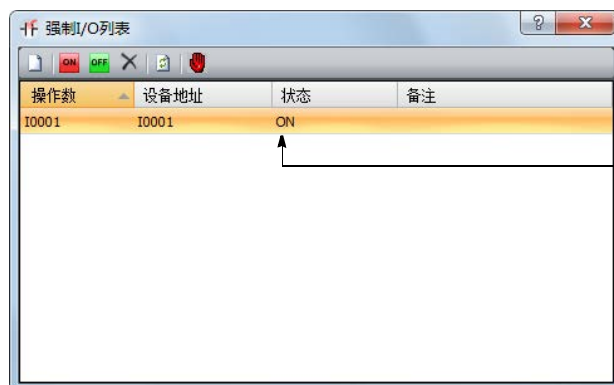 强制I/O列表
ON OFF
操作数 设备地址 状态 备注
I0001 I0001 ON